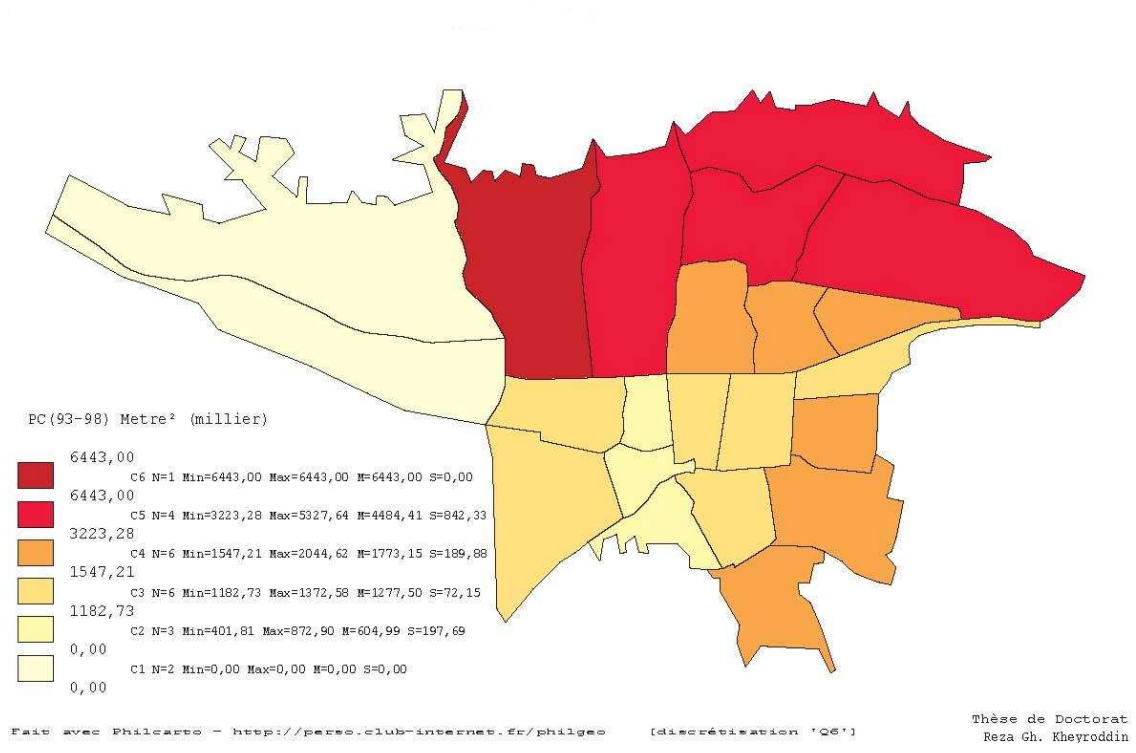 PC(93-98) Metre² (millier)
6443,00
C6 N=1 Min=6443,00 Max=6443,00 M=6443,00 S=0,00
6443,00
C5 N=4 Min=3223,28 Max=5327,64 M=4484,41 S=842,33
3223,28
C4 N=6 Min=1547,21 Max=2044,62 M=1773,15 S=189,88
1547,21
C3 N=6 Min=1182,73 Max=1372,58 M=1277,50 S=72,15
1182,73
C2 N=3 Min=401,81 Max=872,90 M=604,99 S=197,69
0,00
C1 N=2 Min=0,00 Max=0,00 M=0,00 S=0,00
0,00
Fait avec Philcarto - http://perso.club-internet.fr/philgeo [discrétisation 'Q6']
Thèse de Doctorat
Reza Gh. Kheyroddin